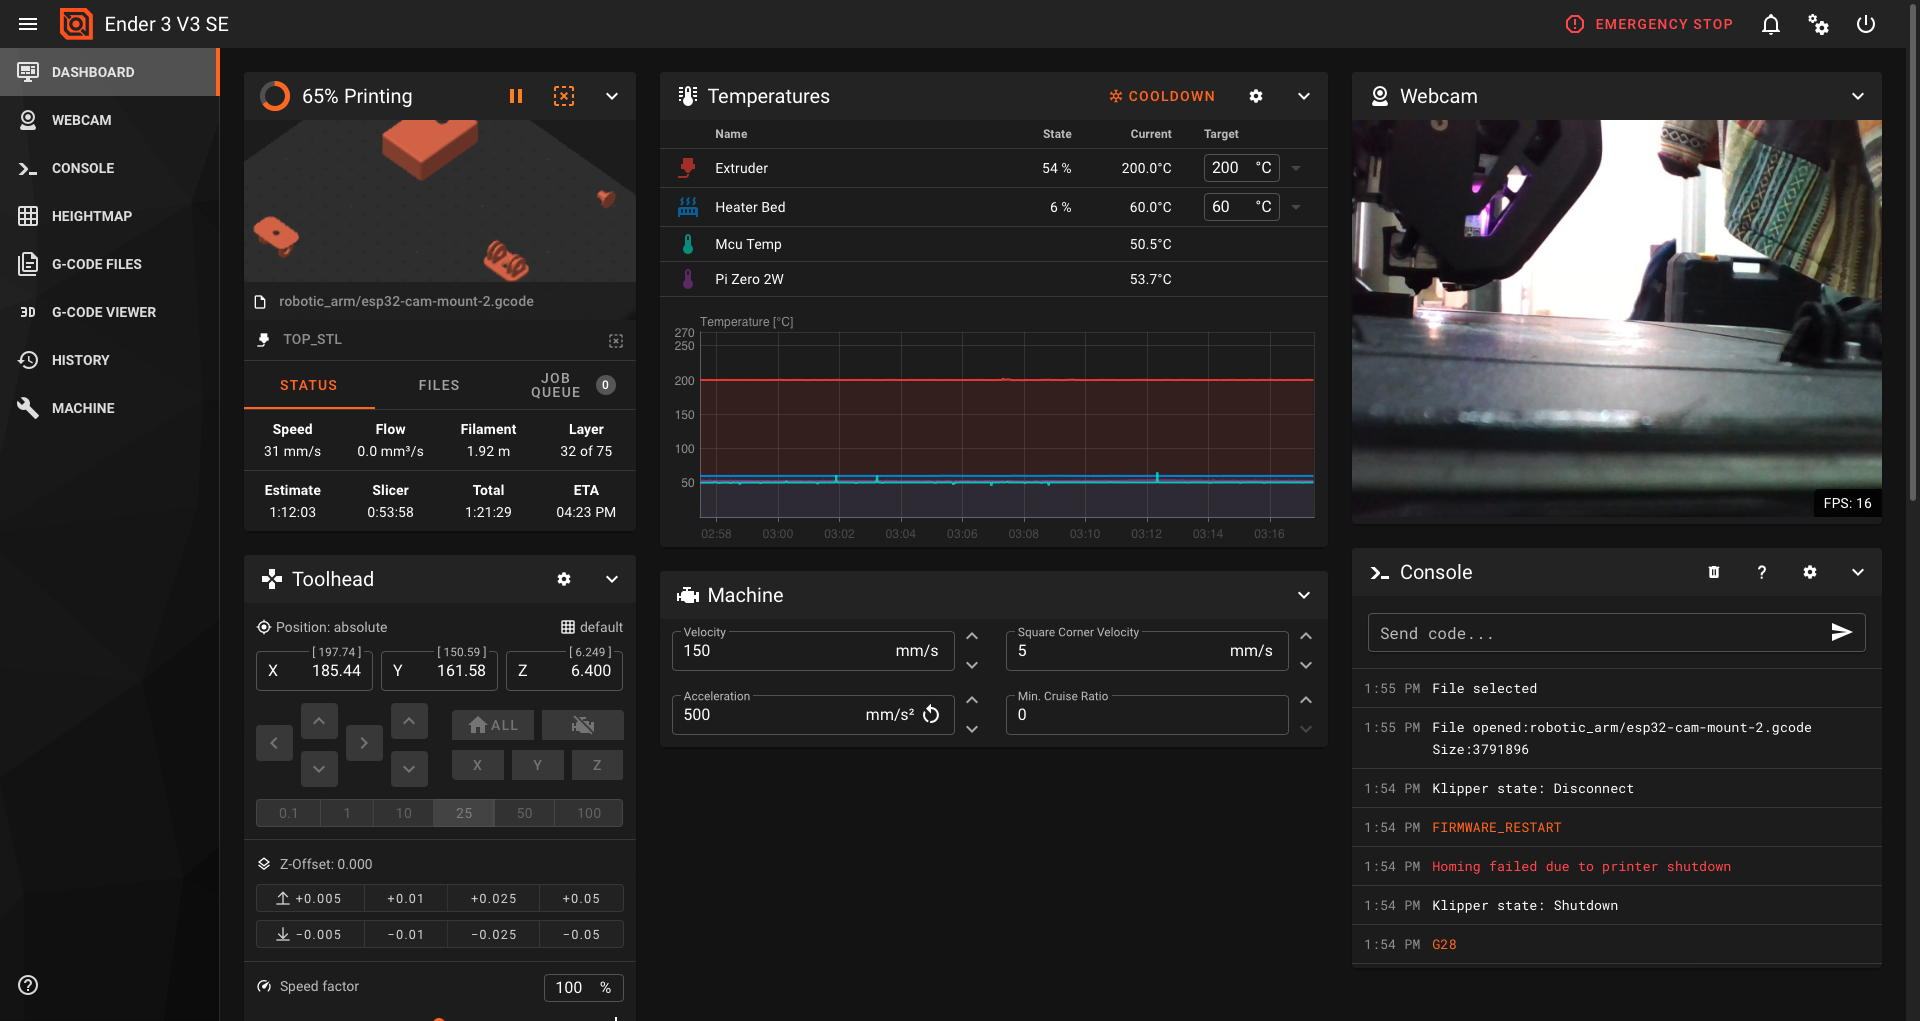 Ender 3 V3 SE
EMERGENCY STOP
DASHBOARD
WEBCAM
CONSOLE
HEIGHTMAP
G-CODE FILES
3D G-CODE VIEWER
HISTORY
MACHINE
65% Printing
robotic_arm/esp32-cam-mount-2.gcode
TOP_STL
STATUS FILES JOB QUEUE 0
Speed Flow Filament Layer
31 mm/s 0.0 mm³/s 1.92 m 32 of 75
Estimate Slicer Total ETA
1:12:03 0:53:58 1:21:29 04:23 PM
Toolhead
Position: absolute default
[ 197.74 ] [ 150.59 ] [ 6.249 ]
X 185.44 Y 161.58 Z 6.400
ALL
X Y Z
0.1 1 10 25 50 100
Z-Offset: 0.000
+0.005 +0.01 +0.025 +0.05
−0.005 −0.01 −0.025 −0.05
Speed factor 100 %
Temperatures COOLDOWN
Name State Current Target
Extruder 54 % 200.0°C 200 °C
Heater Bed 6 % 60.0°C 60 °C
Mcu Temp 50.5°C
Pi Zero 2W 53.7°C
Temperature [°C]
270
250
200
150
100
50
02:58 03:00 03:02 03:04 03:06 03:08 03:10 03:12 03:14 03:16
Machine
Velocity Square Corner Velocity
150 mm/s 5 mm/s
Acceleration Min. Cruise Ratio
500 mm/s² 0
Webcam
FPS: 16
Console
?
Send code...
1:55 PM File selected
1:55 PM File opened:robotic_arm/esp32-cam-mount-2.gcode
Size:3791896
1:54 PM Klipper state: Disconnect
1:54 PM FIRMWARE_RESTART
1:54 PM Homing failed due to printer shutdown
1:54 PM Klipper state: Shutdown
1:54 PM G28